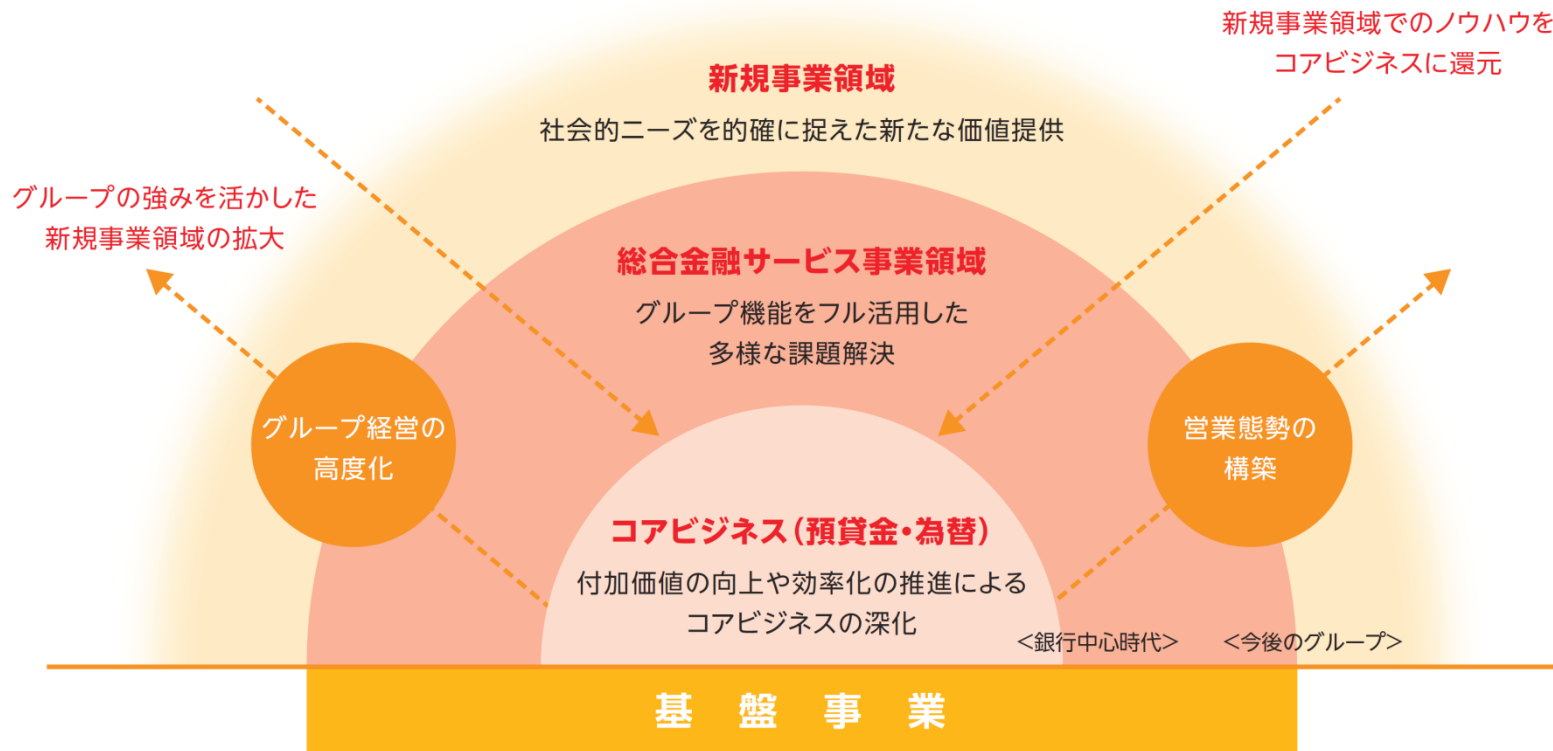 新規事業領域でのノウハウを
コアビジネスに還元
新規事業領域
社会的ニーズを的確に捉えた新たな価値提供
グループの強みを活かした
新規事業領域の拡大
総合金融サービス事業領域
グループ機能をフル活用した
多様な課題解決
グループ経営の
高度化
営業態勢の
構築
コアビジネス(預貸金・為替)
付加価値の向上や効率化の推進による
コアビジネスの深化
<銀行中心時代>
<今後のグループ>
基盤事業